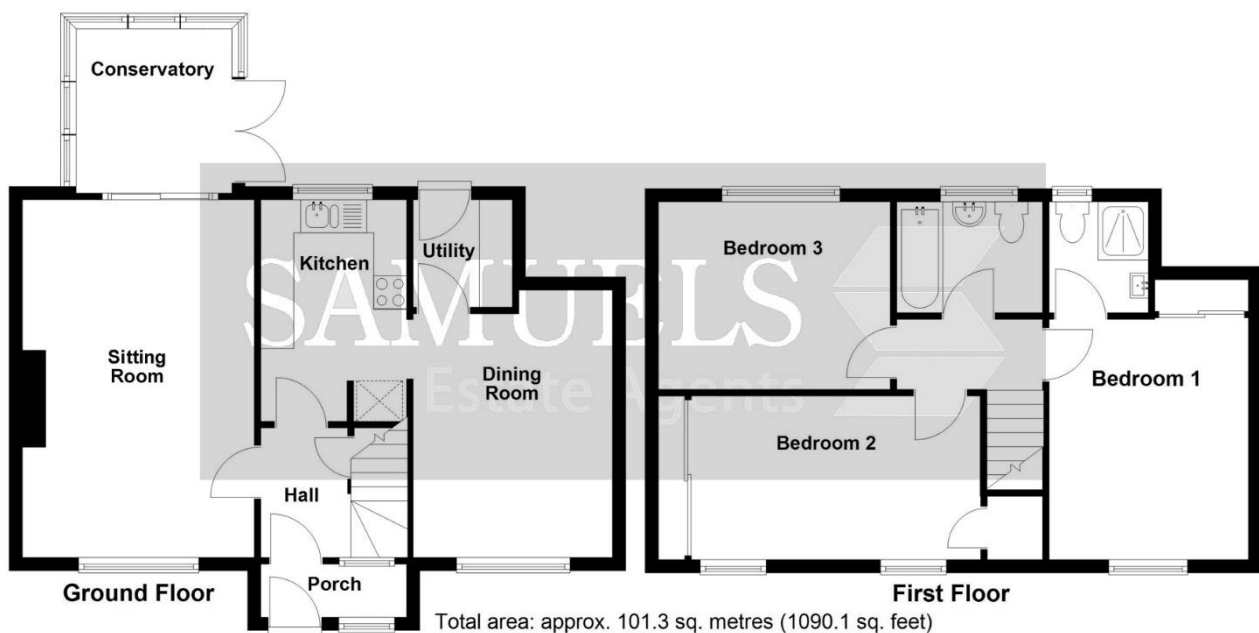 Conservatory
Kitchen
Utility
Sitting
Room
Dining
Room
Hall
Porch
Ground Floor
Bedroom 3
Bedroom 1
Bedroom 2
First Floor
SAMUELS
Estate Agents
Total area: approx. 101.3 sq. metres (1090.1 sq. feet)